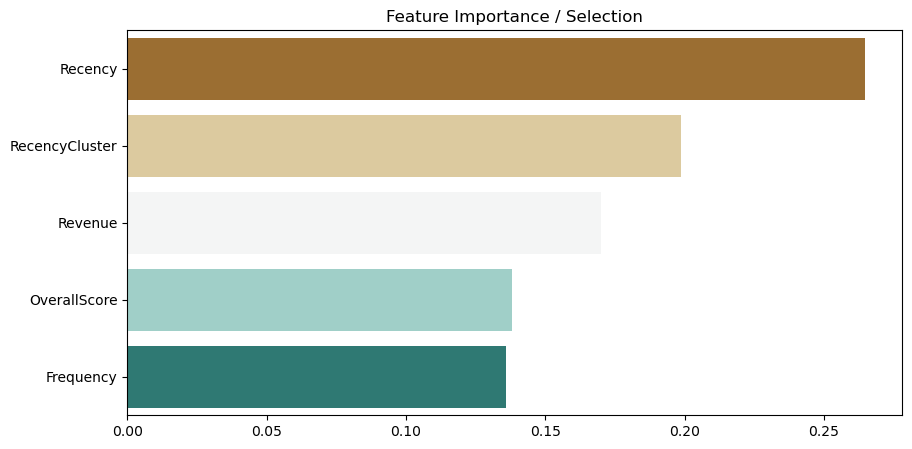 Feature Importance / Selection
Recency
RecencyCluster
Revenue
OverallScore
Frequency
0.00 0.05 0.10 0.15 0.20 0.25